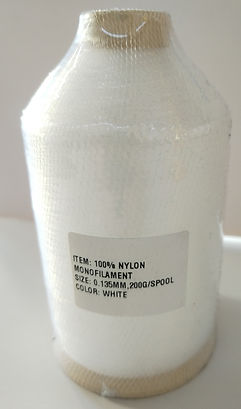 ITEM: 100% NYLON
MONOFILAMENT
SIZE: 0.135MM,200G/SPOOL
COLOR: WHITE